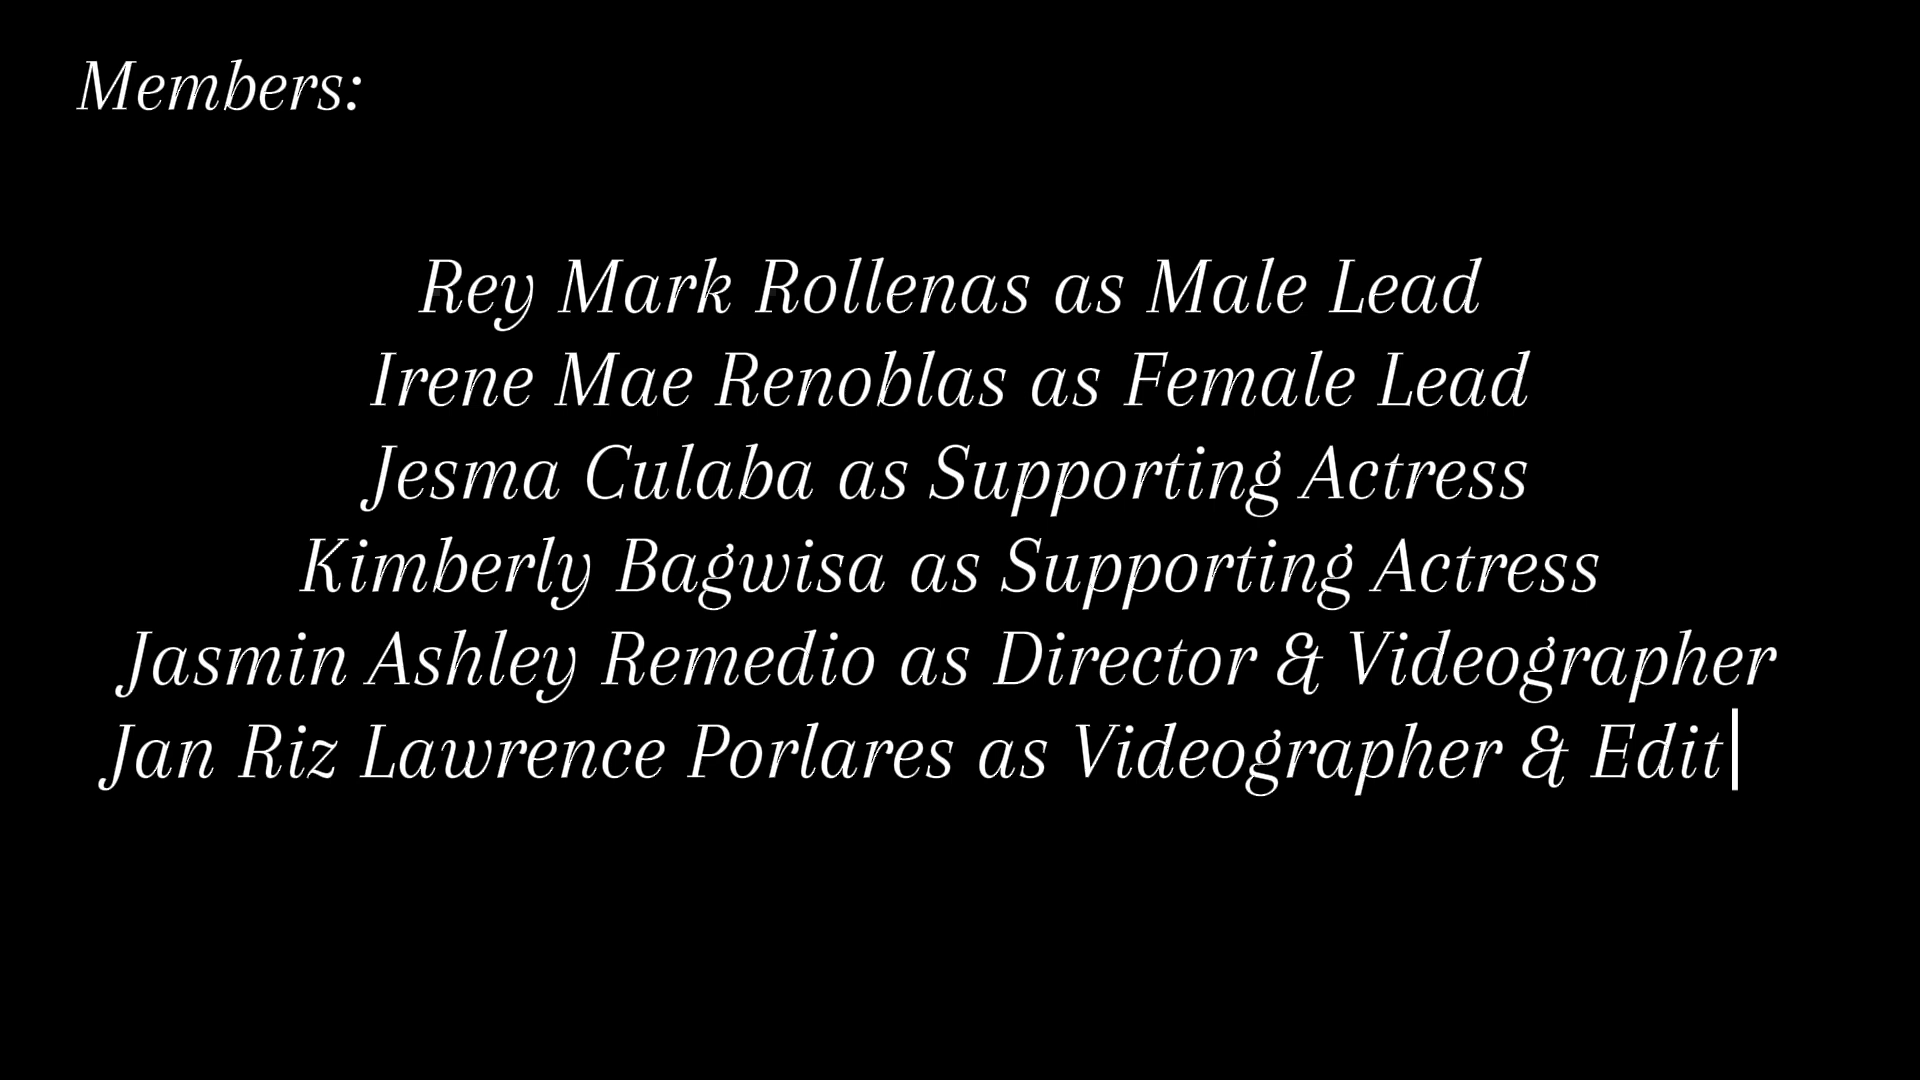 Members:
Rey Mark Rollenas as Male Lead
Irene Mae Renoblas as Female Lead
Jesma Culaba as Supporting Actress
Kimberly Bagwisa as Supporting Actress
Jasmin Ashley Remedio as Director & Videographer
Jan Riz Lawrence Porlares as Videographer & Edit